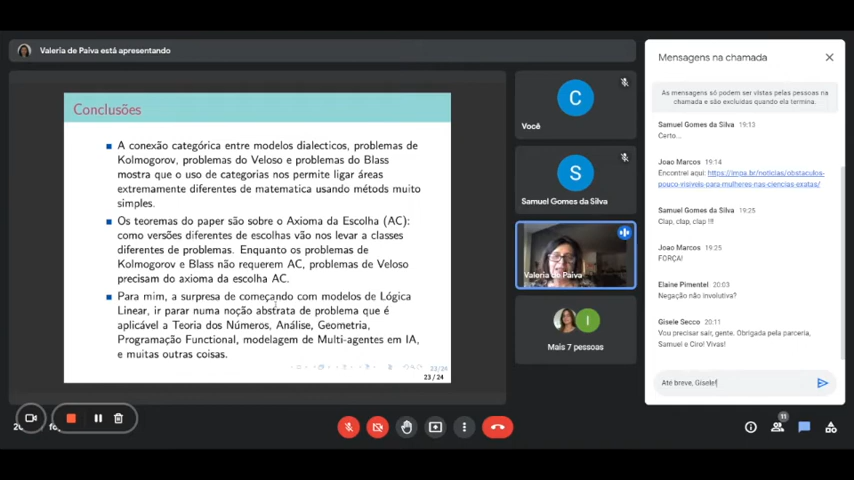 Valeria de Paiva está apresentando
Conclusões
A conexão categórica entre modelos dialecticos, problemas de
Kolmogorov, problemas do Veloso e problemas do Blass
mostra que o uso de categorias nos permite ligar áreas
extremamente diferentes de matematica usando métods muito
simples.
Os teoremas do paper são sobre o Axioma da Escolha (AC):
como versões diferentes de escolhas vão nos levar a classes
diferentes de problemas. Enquanto os problemas de
Kolmogorov e Blass não requerem AC, problemas de Veloso
precisam do axioma da escolha AC.
Para mim, a surpresa de começando com modelos de Lógica
Linear, ir parar numa noção abstrata de problema que é
aplicável a Teoria dos Números, Análise, Geometria,
Programação Functional, modelagem de Multi-agentes em IA,
e muitas outras coisas.
23/24
23 / 24
C
Você
S
Samuel Gomes da Silva
Valeria de Paiva
I
Mais 7 pessoas
Mensagens na chamada
As mensagens só podem ser vistas pelas pessoas na
chamada e são excluídas quando ela termina.
Samuel Gomes da Silva 19:13
Certo...
Joao Marcos 19:14
Encontrei aqui: https://impa.br/noticias/obstaculos-
pouco-visiveis-para-mulheres-nas-ciencias-exatas/
Samuel Gomes da Silva 19:25
Clap, clap, clap !!!
Joao Marcos 19:25
FORÇA!
Elaine Pimentel 20:03
Negação não involutiva?
Gisele Secco 20:11
Vou precisar sair, gente. Obrigada pela parceria,
Samuel e Ciro! Vivas!
Até breve, Gisele!
11